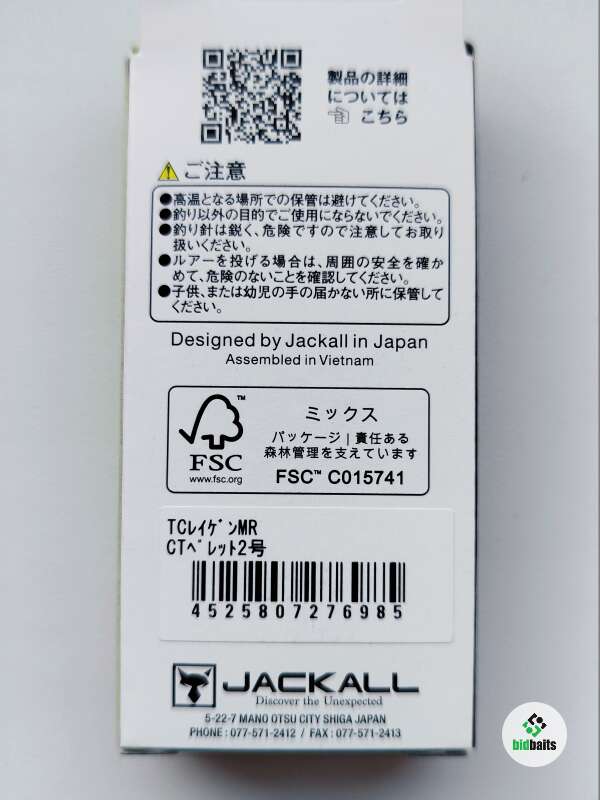 製品の詳細
については
こちら
ご注意
●高温となる場所での保管は避けてください。
●釣り以外の目的でご使用にならないでください。
●釣り針は鋭く、危険ですので注意してお取り
扱いください。
●ルアーを投げる場合は、周囲の安全を確か
めて、危険のないことを確認してください。
●子供、または幼児の手の届かない所に保管して
ください。
Designed by Jackall in Japan
Assembled in Vietnam
FSC
www.fsc.org
ミックス
パッケージ|責任ある
森林管理を支えています
FSC™ C015741
TCﾚｲｹﾞﾝMR
CTﾍﾟﾚｯﾄ2号
4525807276985
JACKALL
Discover the Unexpected
5-22-7 MANO OTSU CITY SHIGA JAPAN
PHONE : 077-571-2412 / FAX : 077-571-2413
bidbaits